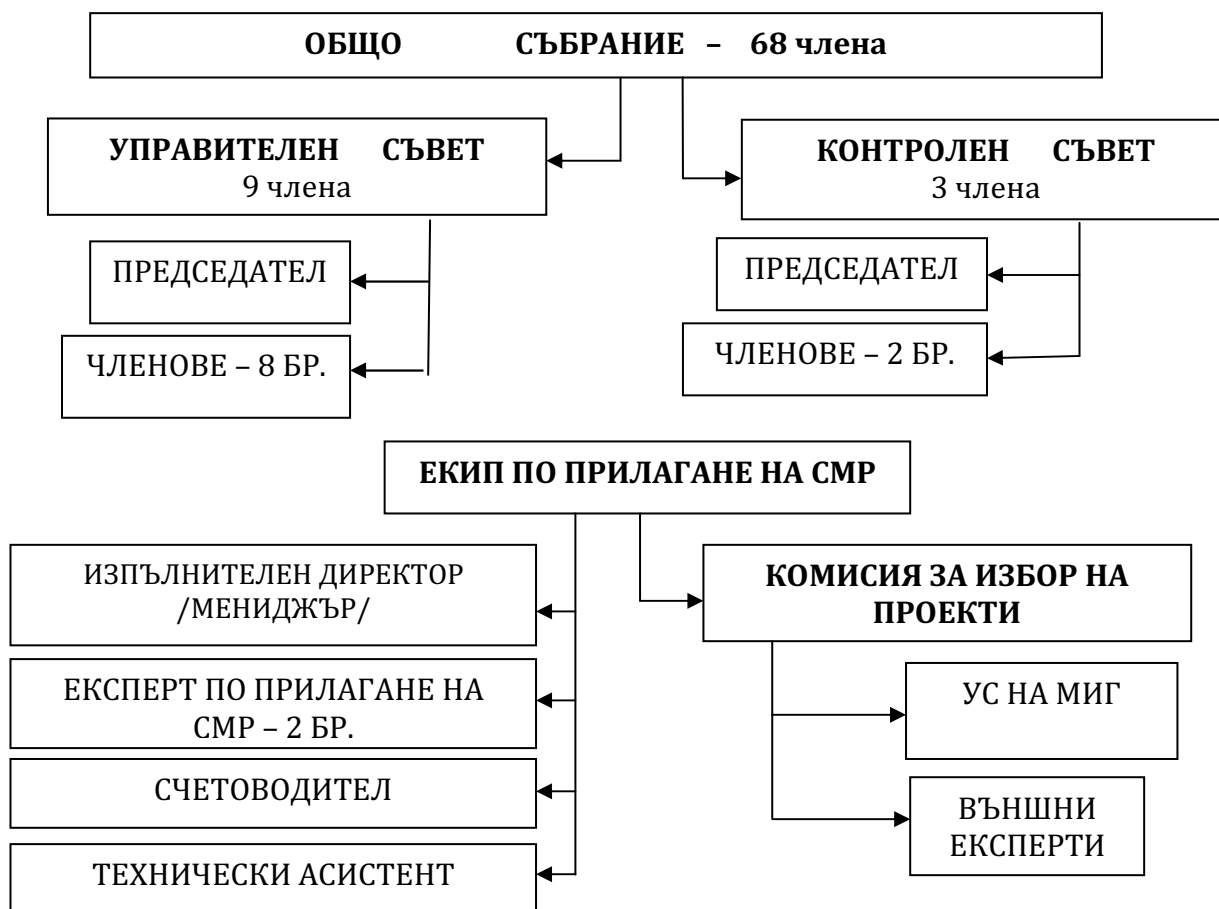 ОБЩО СЪБРАНИЕ – 68 члена
УПРАВИТЕЛЕН СЪВЕТ
9 члена
КОНТРОЛЕН СЪВЕТ
3 члена
ПРЕДСЕДАТЕЛ
ЧЛЕНОВЕ – 8 БР.
ПРЕДСЕДАТЕЛ
ЧЛЕНОВЕ – 2 БР.
ЕКИП ПО ПРИЛАГАНЕ НА СМР
ИЗПЪЛНИТЕЛЕН ДИРЕКТОР
/МЕНИДЖЪР/
ЕКСПЕРТ ПО ПРИЛАГАНЕ НА
СМР – 2 БР.
СЧЕТОВОДИТЕЛ
ТЕХНИЧЕСКИ АСИСТЕНТ
КОМИСИЯ ЗА ИЗБОР НА
ПРОЕКТИ
УС НА МИГ
ВЪНШНИ
ЕКСПЕРТИ